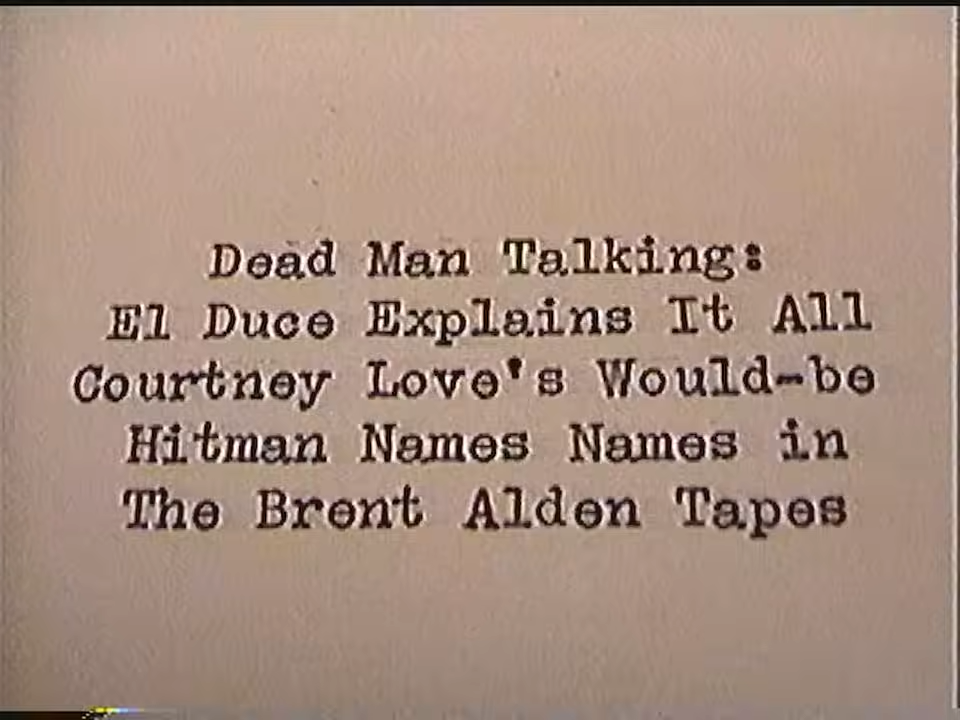 Dead Man Talking:
El Duce Explains It All
Courtney Love's Would-be
Hitman Names Names in
The Brent Alden Tapes